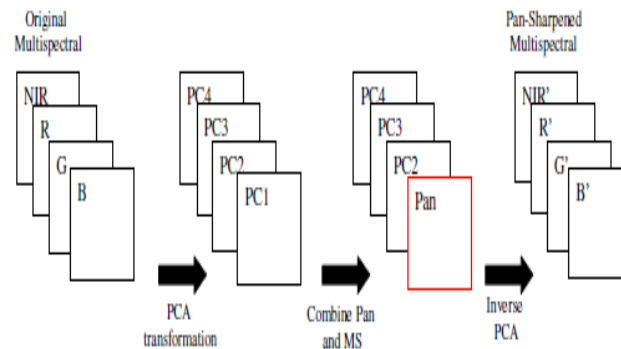 Original
Multispectral
Pan-Sharpened
Multispectral
NIR
R
G
B
PC4
PC3
PC2
PC1
PC4
PC3
PC2
Pan
NIR'
R'
G'
B'
PCA
transformation
Combine Pan
and MS
Inverse
PCA